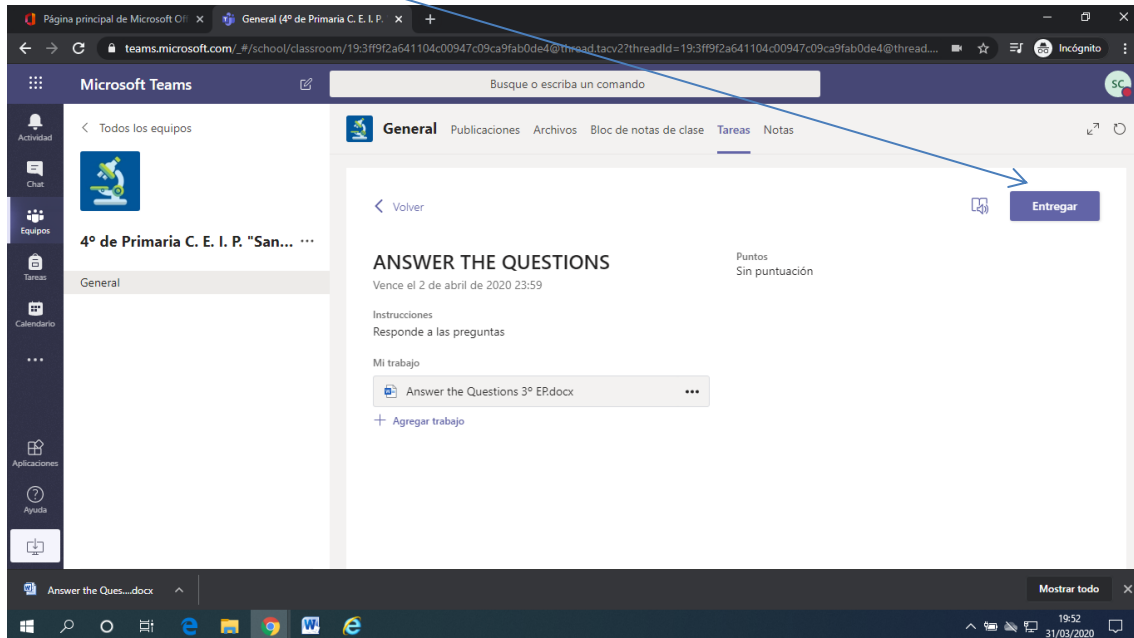 Página principal de Microsoft Of
General (4º de Primaria C. E. I. P.
teams.microsoft.com/_#/school/classroom/19:3ff9f2a641104c00947c09ca9fab0de4@thread.tacv2?threadId=19:3ff9f2a641104c00947c09ca9fab0de4@thread....
Incógnito
Microsoft Teams
Busque o escriba un comando
SC
Actividad
Chat
Equipos
Tareas
Calendario
Aplicaciones
Ayuda
Todos los equipos
4º de Primaria C. E. I. P. "San...
General
General Publicaciones Archivos Bloc de notas de clase Tareas Notas
Volver
Entregar
ANSWER THE QUESTIONS
Vence el 2 de abril de 2020 23:59
Puntos
Sin puntuación
Instrucciones
Responde a las preguntas
Mi trabajo
Answer the Questions 3º EP.docx
Agregar trabajo
Answer the Ques....docx
Mostrar todo
19:52
31/03/2020